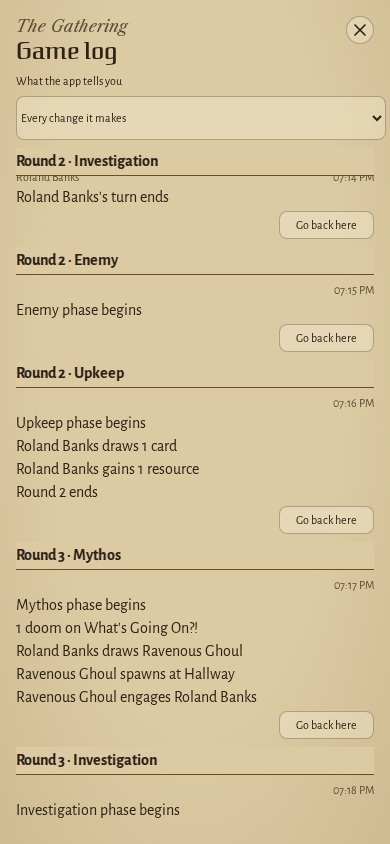 The Gathering
Game log
What the app tells you
Every change it makes
Round 2 · Investigation
Roland Banks 07:14 PM
Roland Banks's turn ends
Go back here
Round 2 · Enemy
07:15 PM
Enemy phase begins
Go back here
Round 2 · Upkeep
07:16 PM
Upkeep phase begins
Roland Banks draws 1 card
Roland Banks gains 1 resource
Round 2 ends
Go back here
Round 3 · Mythos
07:17 PM
Mythos phase begins
1 doom on What's Going On?!
Roland Banks draws Ravenous Ghoul
Ravenous Ghoul spawns at Hallway
Ravenous Ghoul engages Roland Banks
Go back here
Round 3 · Investigation
07:18 PM
Investigation phase begins